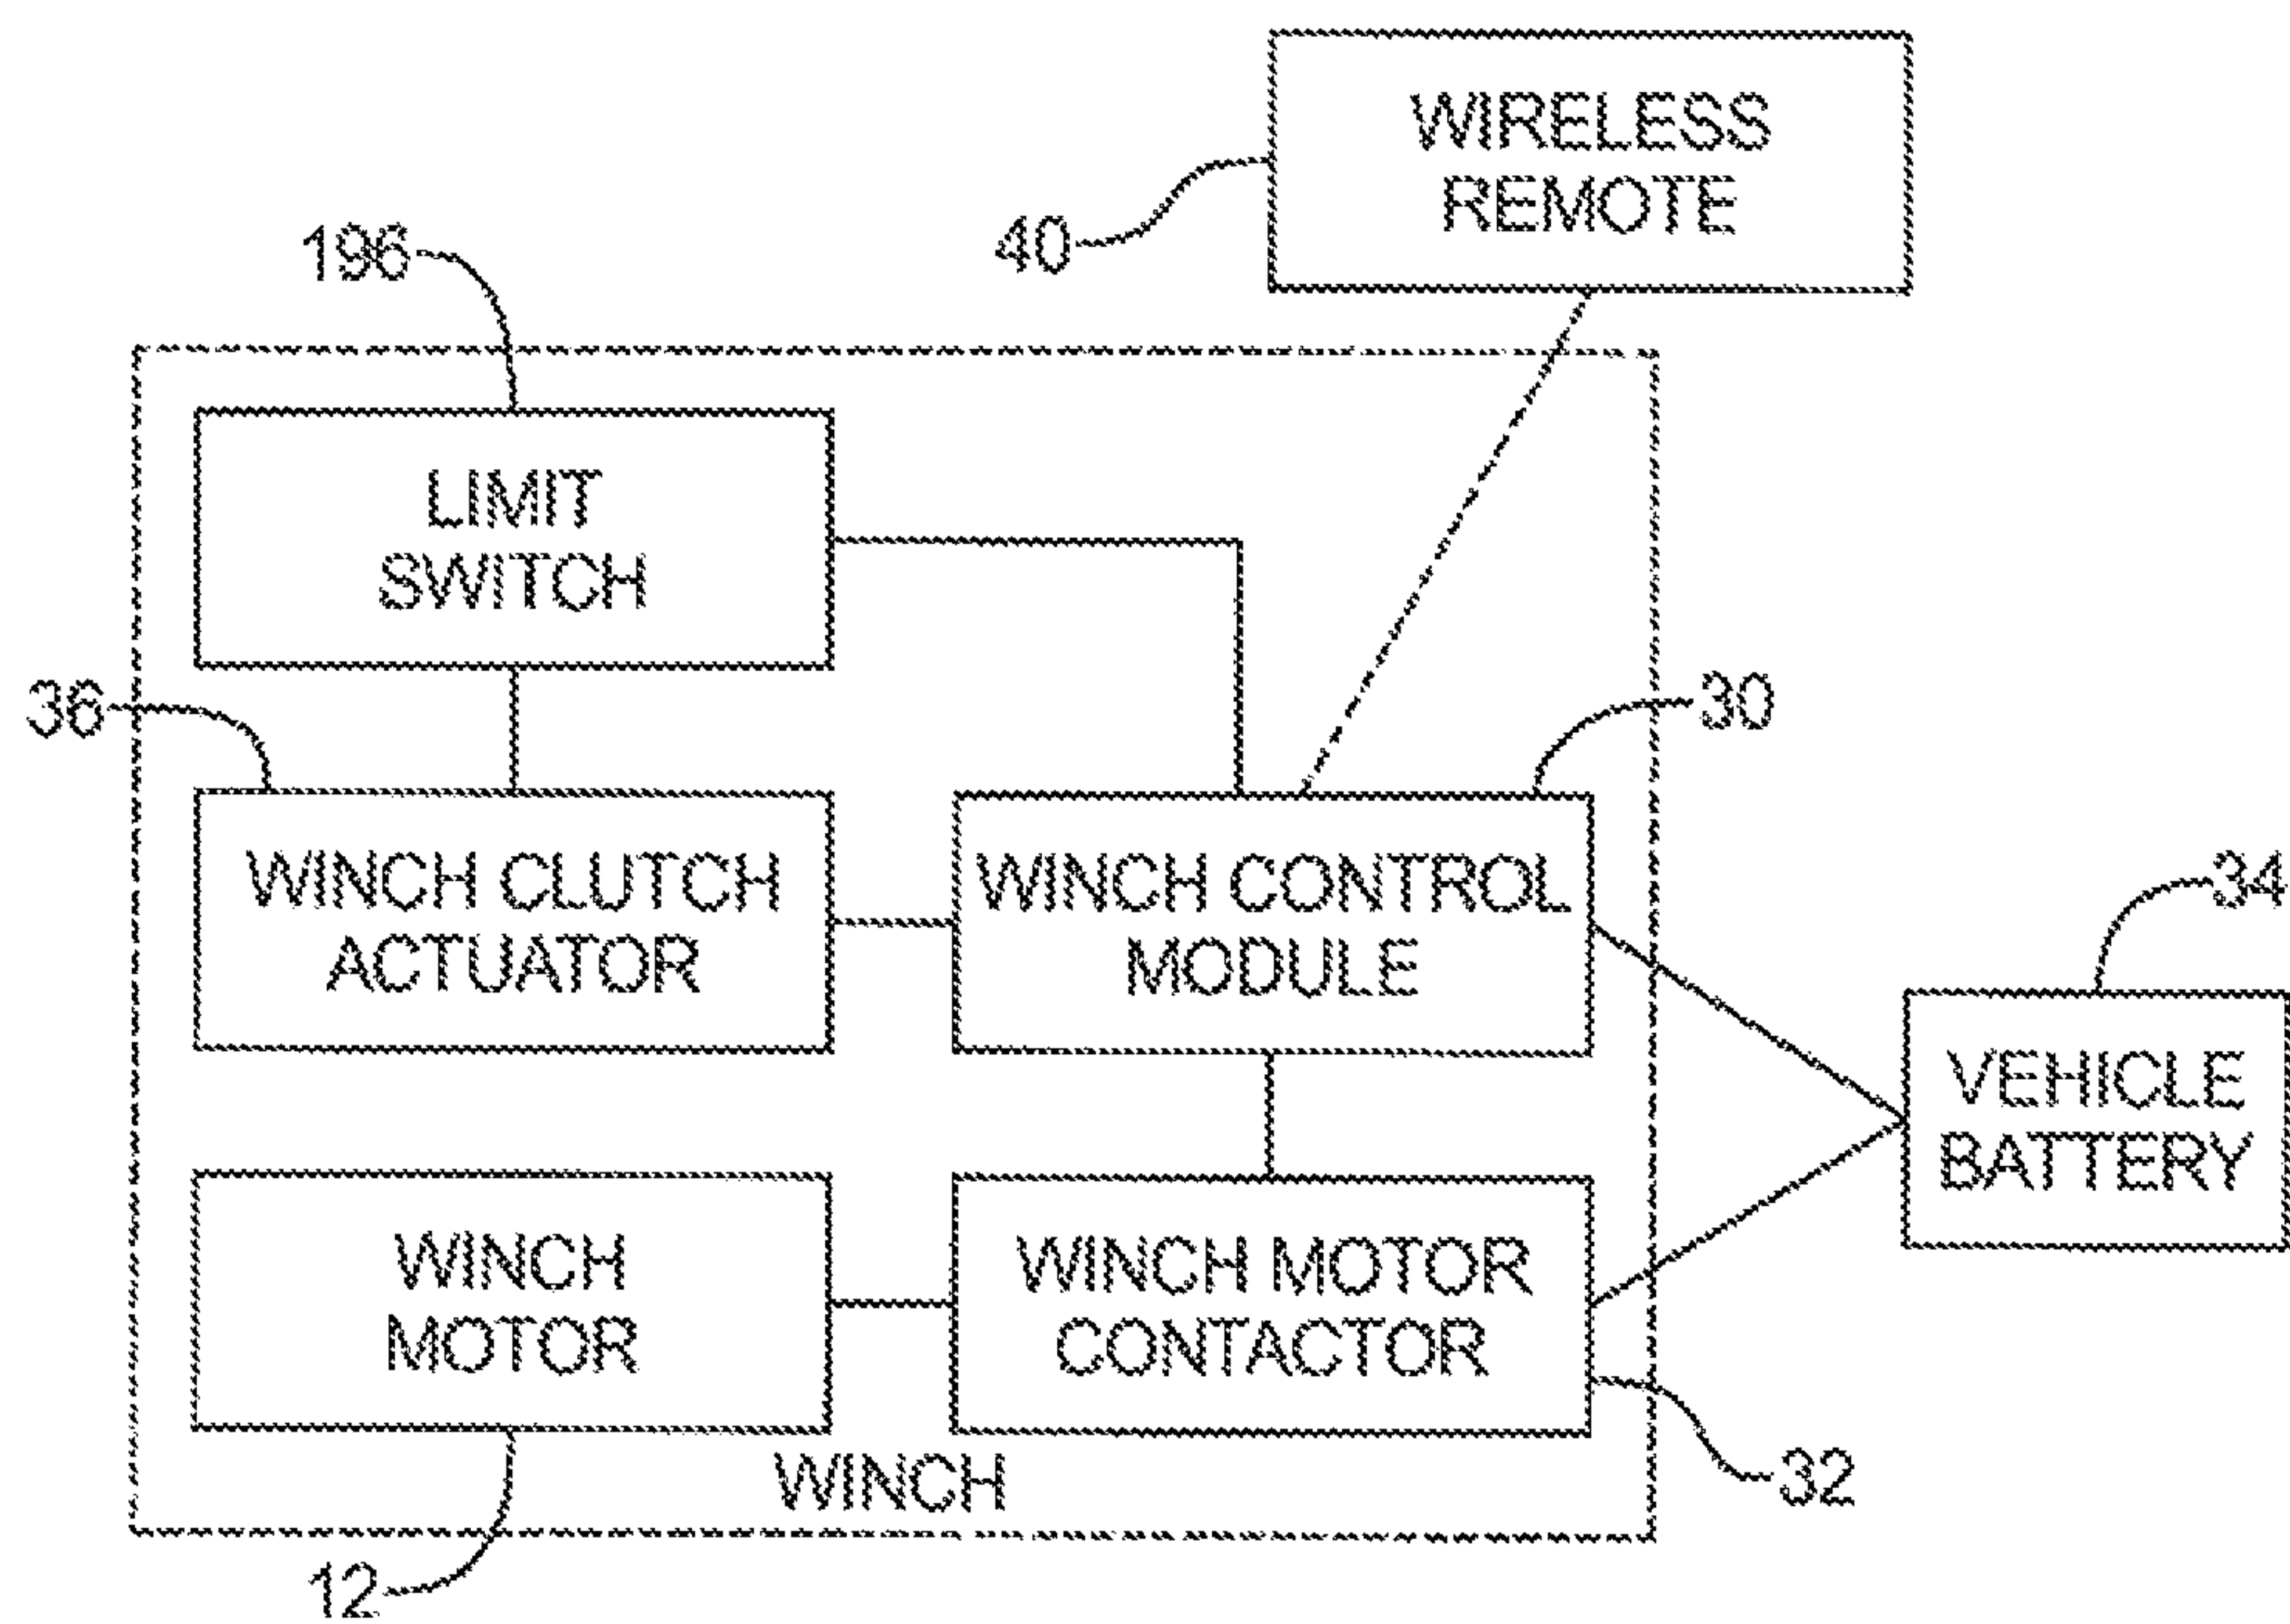 WIRELESS
REMOTE
40
196
LIMIT
SWITCH
36
30
WINCH CLUTCH
ACTUATOR
WINCH CONTROL
MODULE
34
VEHICLE
BATTERY
WINCH
MOTOR
WINCH MOTOR
CONTACTOR
WINCH
32
12